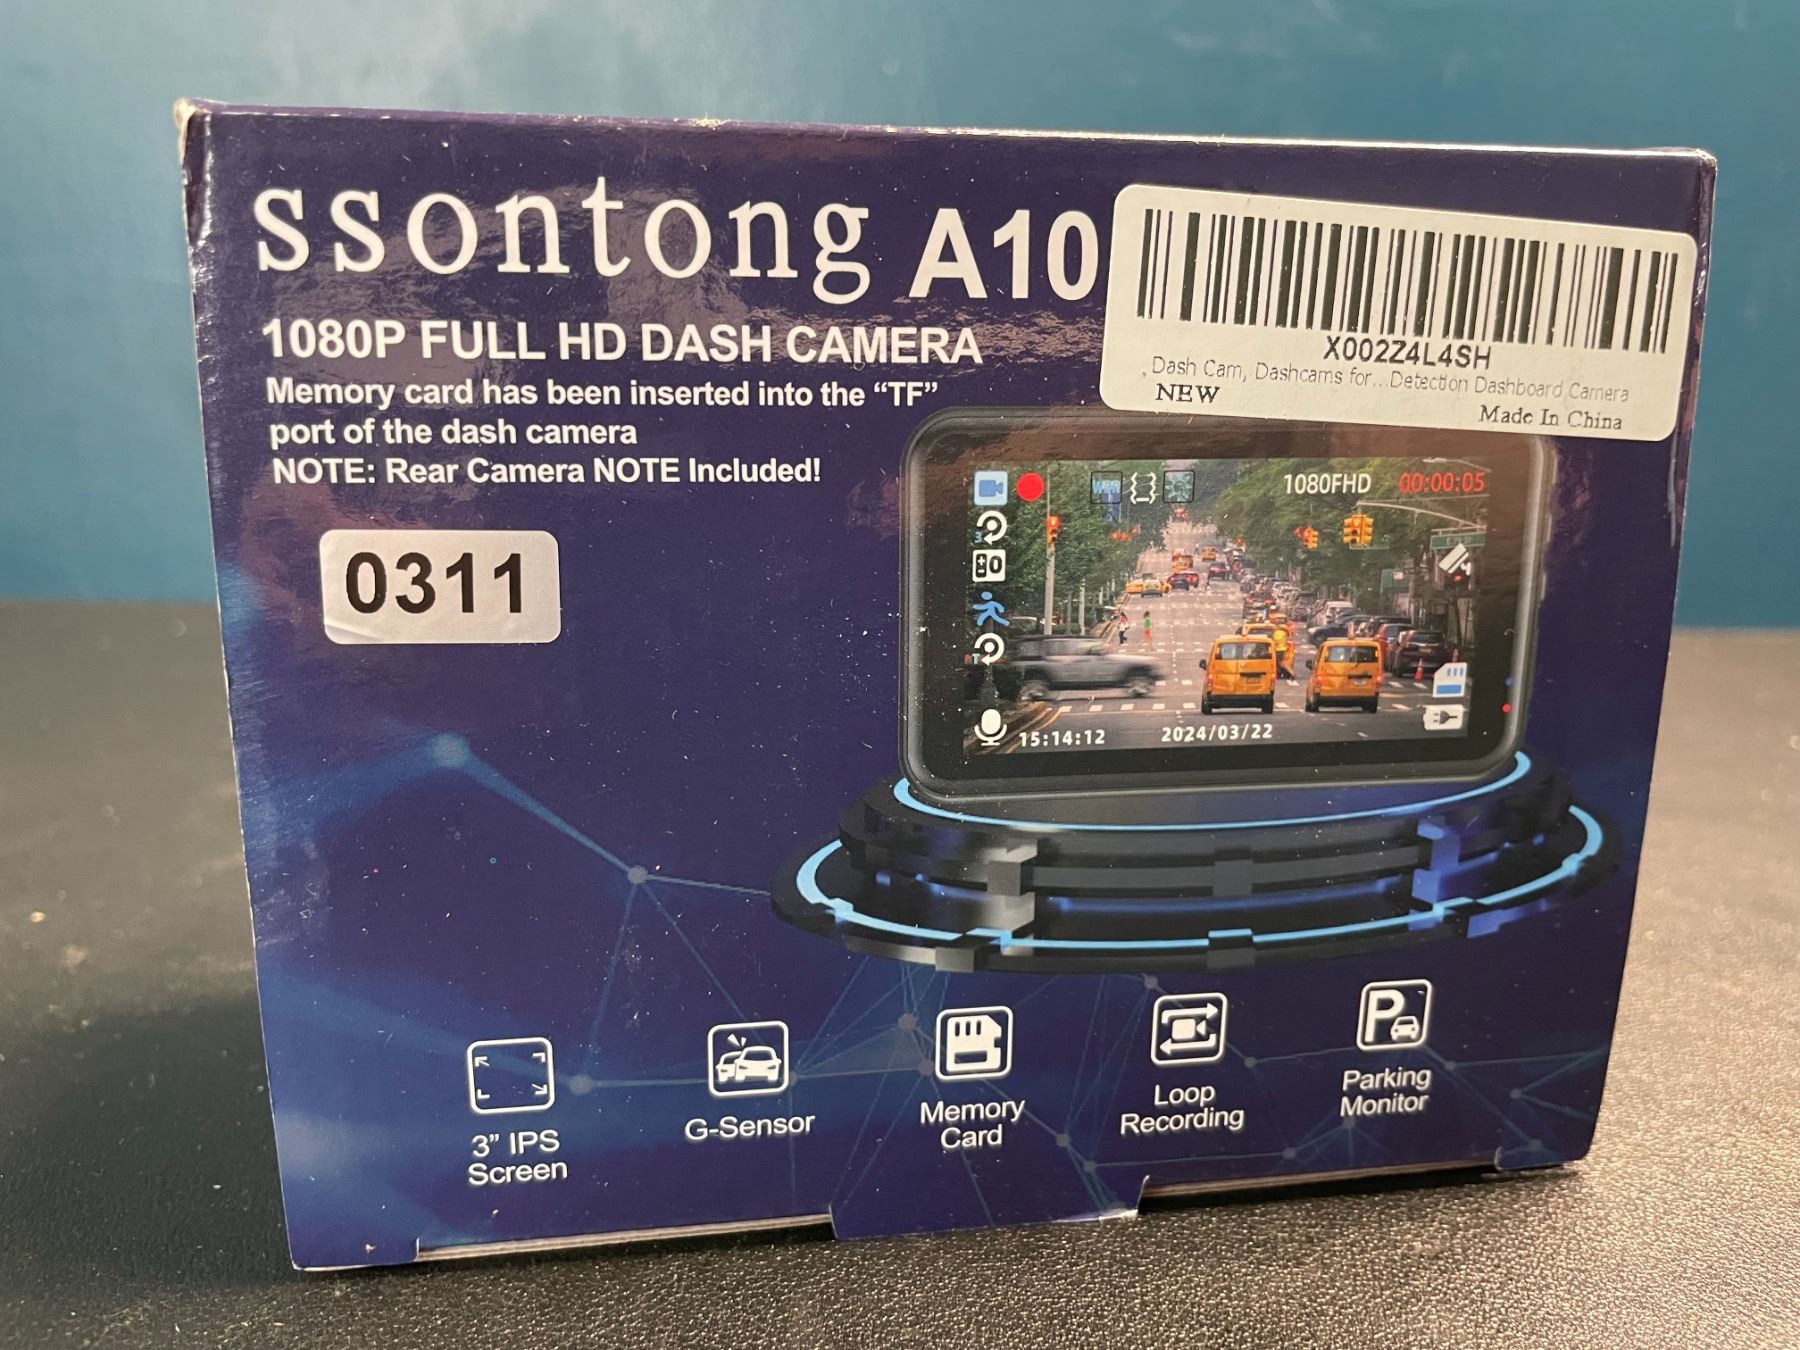 ssontong A10
1080P FULL HD DASH CAMERA
Memory card has been inserted into the “TF”
port of the dash camera
NOTE: Rear Camera NOTE Included!
X002Z4L4SH
Dash Cam, Dashcams for...Detection Dashboard Camera
NEW
Made In China
0311
1080FHD 00:00:05
15:14:12 2024/03/22
3” IPS
Screen
G-Sensor
Memory
Card
Loop
Recording
P
Parking
Monitor